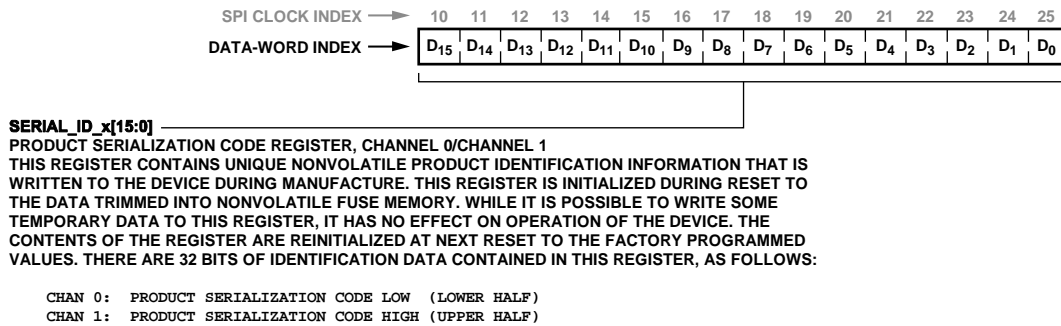 SPI CLOCK INDEX 10 11 12 13 14 15 16 17 18 19 20 21 22 23 24 25
DATA-WORD INDEX D15 D14 D13 D12 D11 D10 D9 D8 D7 D6 D5 D4 D3 D2 D1 D0
SERIAL_ID_x[15:0]
PRODUCT SERIALIZATION CODE REGISTER, CHANNEL 0/CHANNEL 1
THIS REGISTER CONTAINS UNIQUE NONVOLATILE PRODUCT IDENTIFICATION INFORMATION THAT IS
WRITTEN TO THE DEVICE DURING MANUFACTURE. THIS REGISTER IS INITIALIZED DURING RESET TO
THE DATA TRIMMED INTO NONVOLATILE FUSE MEMORY. WHILE IT IS POSSIBLE TO WRITE SOME
TEMPORARY DATA TO THIS REGISTER, IT HAS NO EFFECT ON OPERATION OF THE DEVICE. THE
CONTENTS OF THE REGISTER ARE REINITIALIZED AT NEXT RESET TO THE FACTORY PROGRAMMED
VALUES. THERE ARE 32 BITS OF IDENTIFICATION DATA CONTAINED IN THIS REGISTER, AS FOLLOWS:
CHAN 0: PRODUCT SERIALIZATION CODE LOW (LOWER HALF)
CHAN 1: PRODUCT SERIALIZATION CODE HIGH (UPPER HALF)